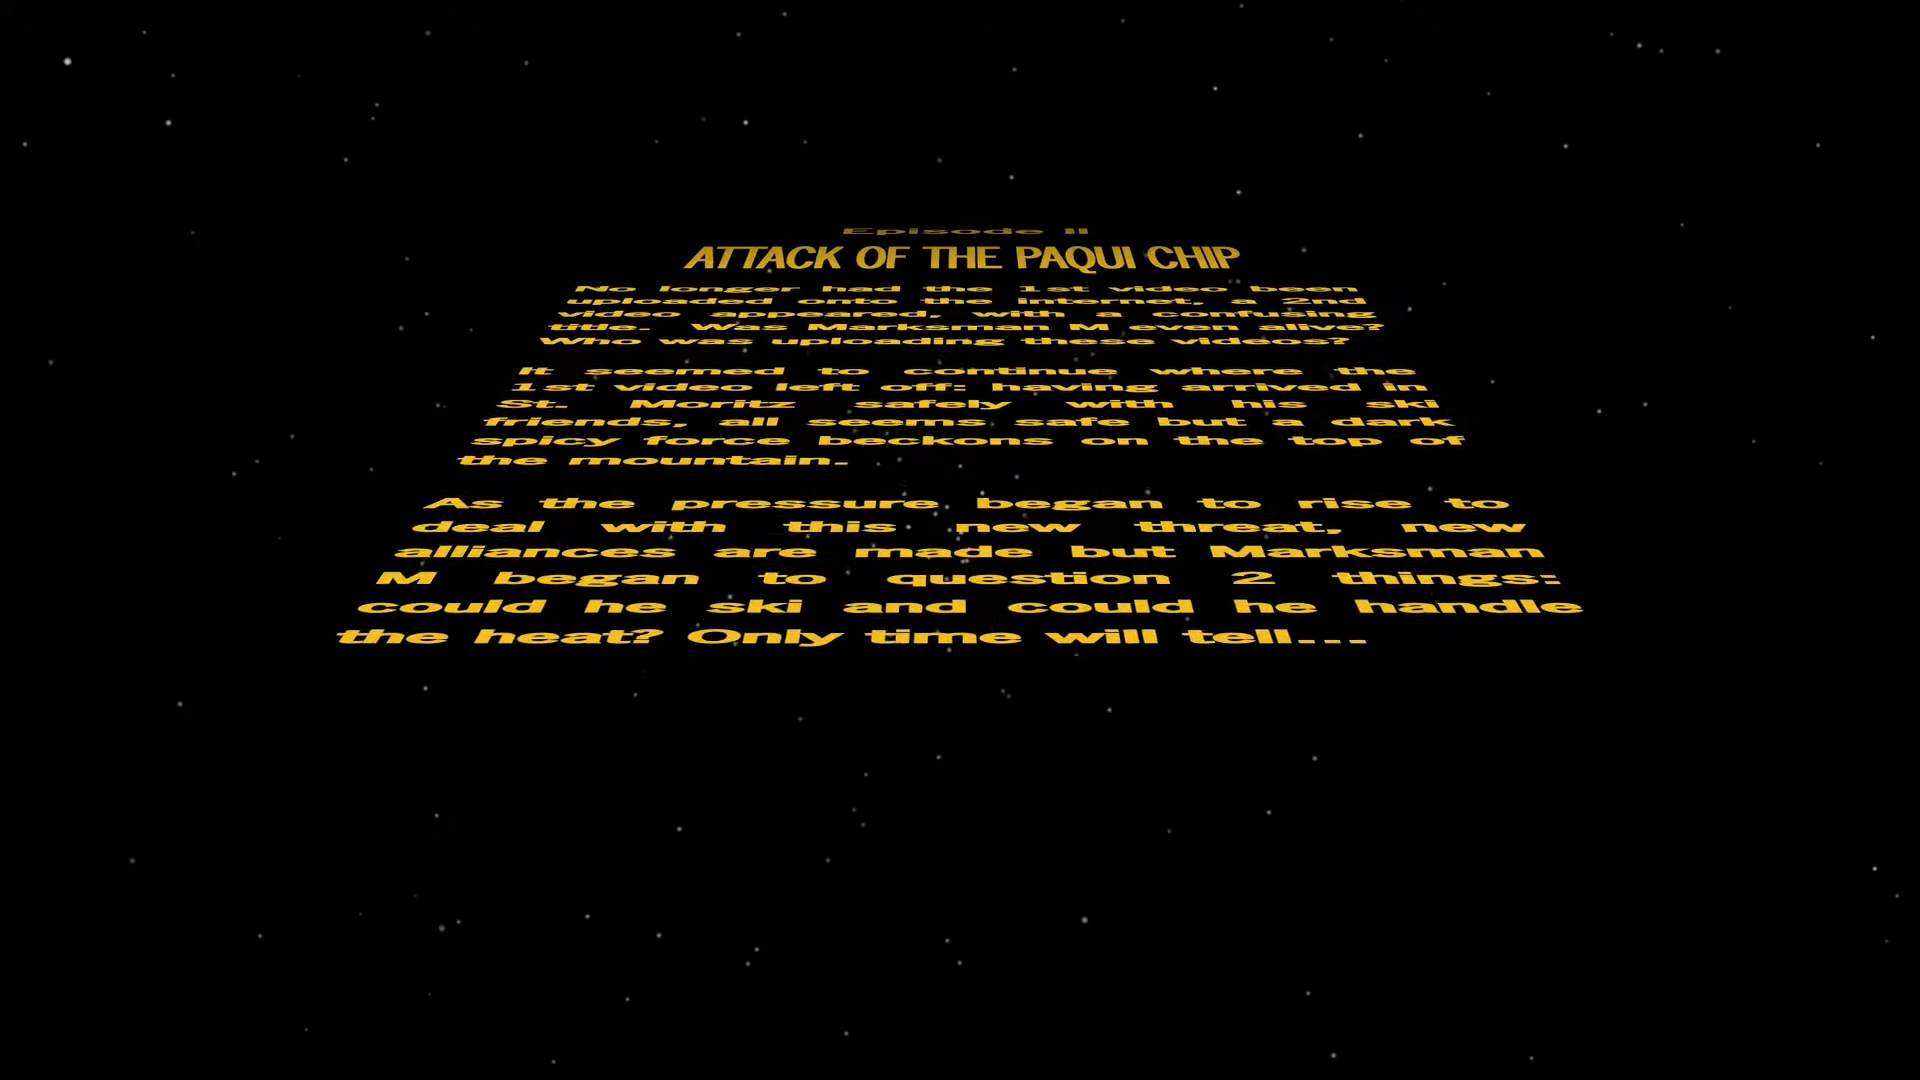 Episode II
ATTACK OF THE PAQUI CHIP
No longer had the 1st video been
uploaded onto the internet, a 2nd
video appeared, with a confusing
title. Was Marksman M even alive?
Who was uploading these videos?
It seemed to continue where the
1st video left off: having arrived in
St. Moritz safely with his ski
friends, all seems safe but a dark
spicy force beckons on the top of
the mountain.
As the pressure began to rise to
deal with this new threat, new
alliances are made but Marksman
M began to question 2 things:
could he ski and could he handle
the heat? Only time will tell...